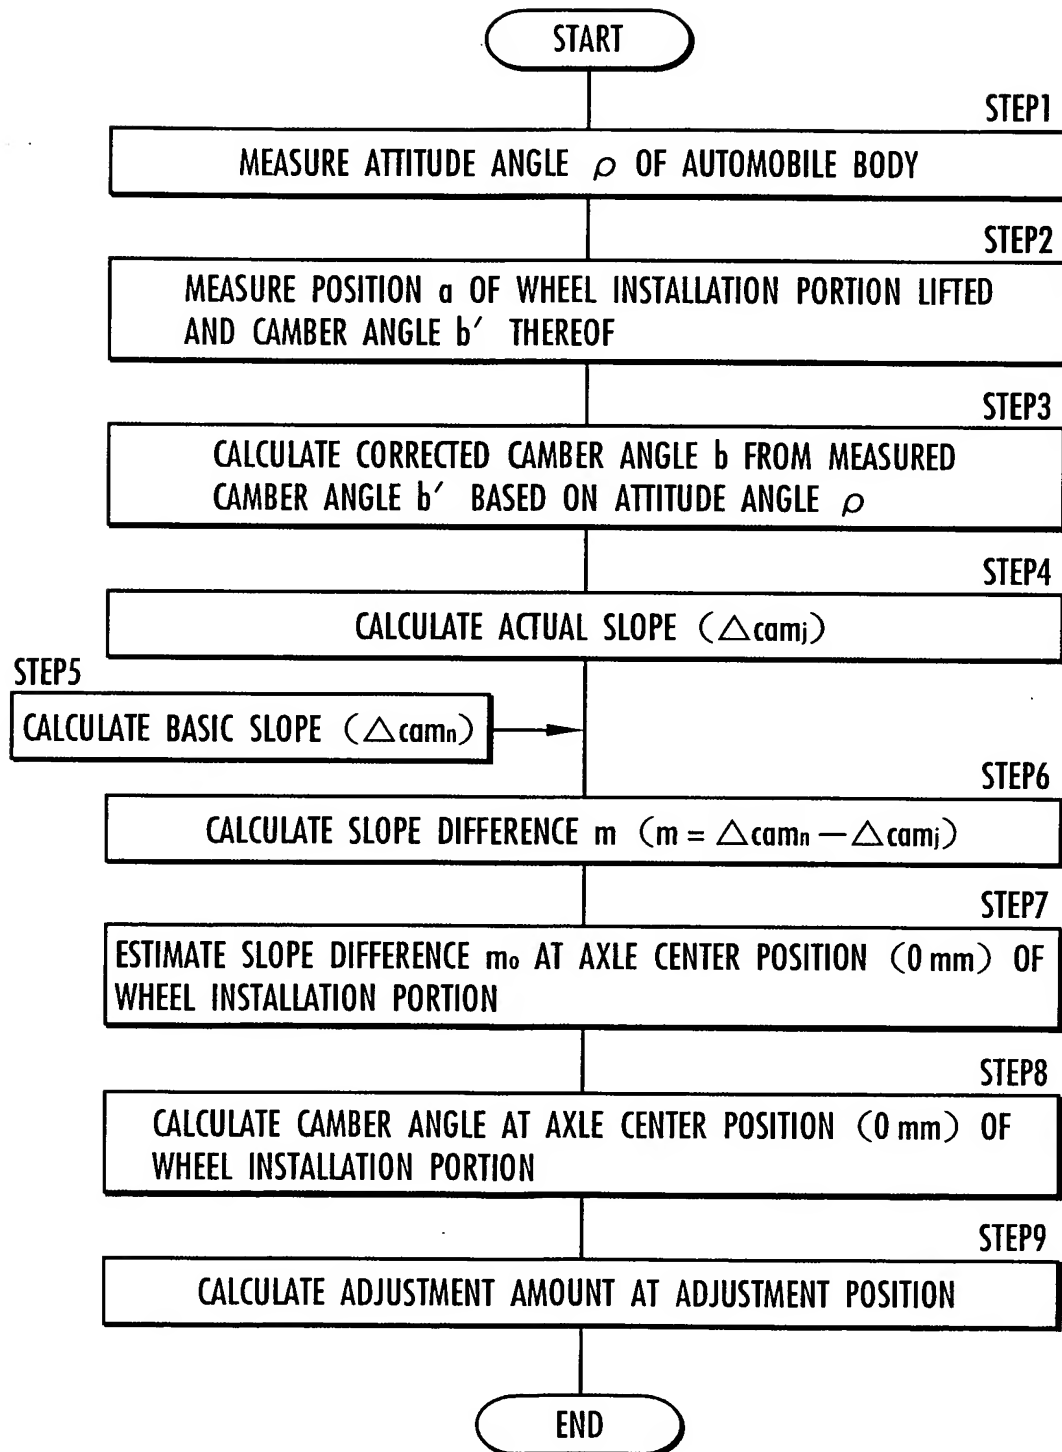 START
STEP1
MEASURE ATTITUDE ANGLE ρ OF AUTOMOBILE BODY
STEP2
MEASURE POSITION a OF WHEEL INSTALLATION PORTION LIFTED
AND CAMBER ANGLE b′ THEREOF
STEP3
CALCULATE CORRECTED CAMBER ANGLE b FROM MEASURED
CAMBER ANGLE b′ BASED ON ATTITUDE ANGLE ρ
STEP4
CALCULATE ACTUAL SLOPE (△camj)
STEP5
CALCULATE BASIC SLOPE (△camn)
STEP6
CALCULATE SLOPE DIFFERENCE m (m = △camn − △camj)
STEP7
ESTIMATE SLOPE DIFFERENCE m₀ AT AXLE CENTER POSITION (0 mm) OF
WHEEL INSTALLATION PORTION
STEP8
CALCULATE CAMBER ANGLE AT AXLE CENTER POSITION (0 mm) OF
WHEEL INSTALLATION PORTION
STEP9
CALCULATE ADJUSTMENT AMOUNT AT ADJUSTMENT POSITION
END